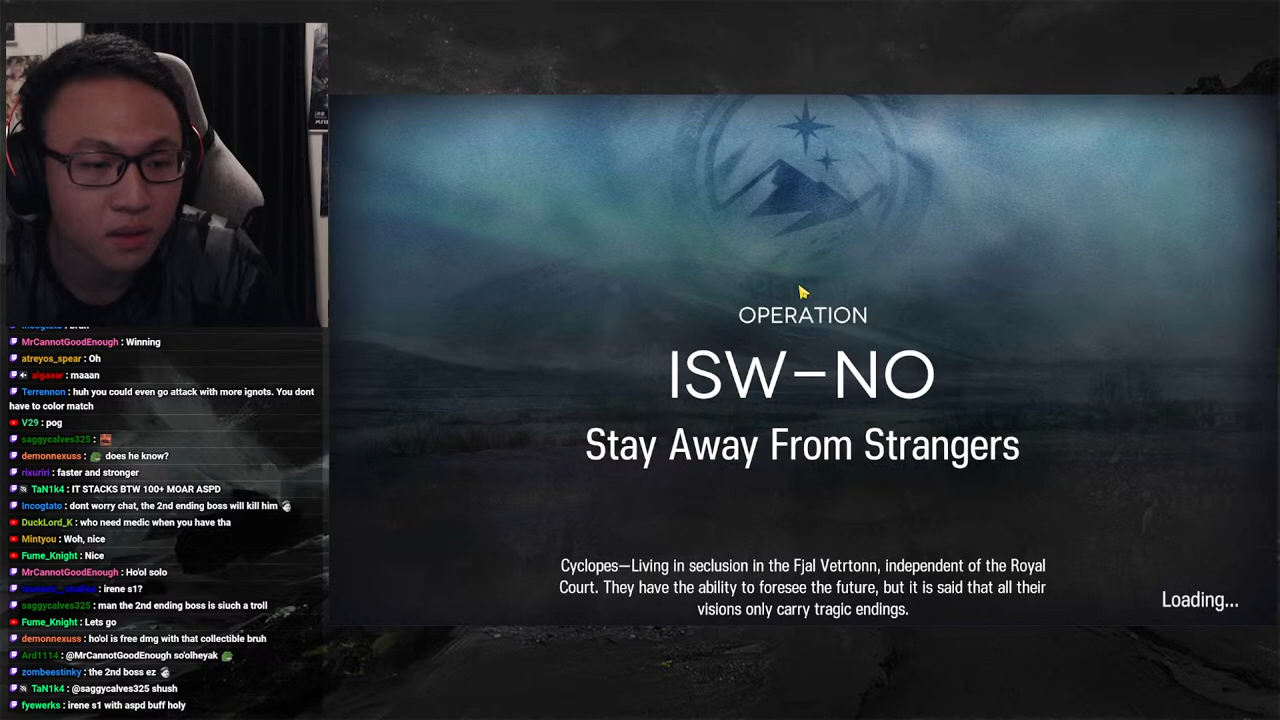 MrCannotGoodEnough : Winning
atreyos_spear : Oh
algaaar : maaan
Terrennon : huh you could even go attack with more ignots. You dont
have to color match
V29 : pog
saggycalves325 :
demonnexuss : does he know?
rixuriri : faster and stronger
TaN1k4 : IT STACKS BTW 100+ MOAR ASPD
Incogtato : dont worry chat, the 2nd ending boss will kill him
DuckLord_K : who need medic when you have tha
Mintyou : Woh, nice
Fume_Knight : Nice
MrCannotGoodEnough : Ho'ol solo
: irene s1?
saggycalves325 : man the 2nd ending boss is siuch a troll
Fume_Knight : Lets go
demonnexuss : ho'ol is free dmg with that collectible bruh
Ard1114 : @MrCannotGoodEnough so'olheyak
zombeestinky : the 2nd boss ez
TaN1k4 : @saggycalves325 shush
fyewerks : irene s1 with aspd buff holy
OPERATION
ISW-NO
Stay Away From Strangers
Cyclopes—Living in seclusion in the Fjal Vetrtonn, independent of the Royal
Court. They have the ability to foresee the future, but it is said that all their
visions only carry tragic endings.
Loading...